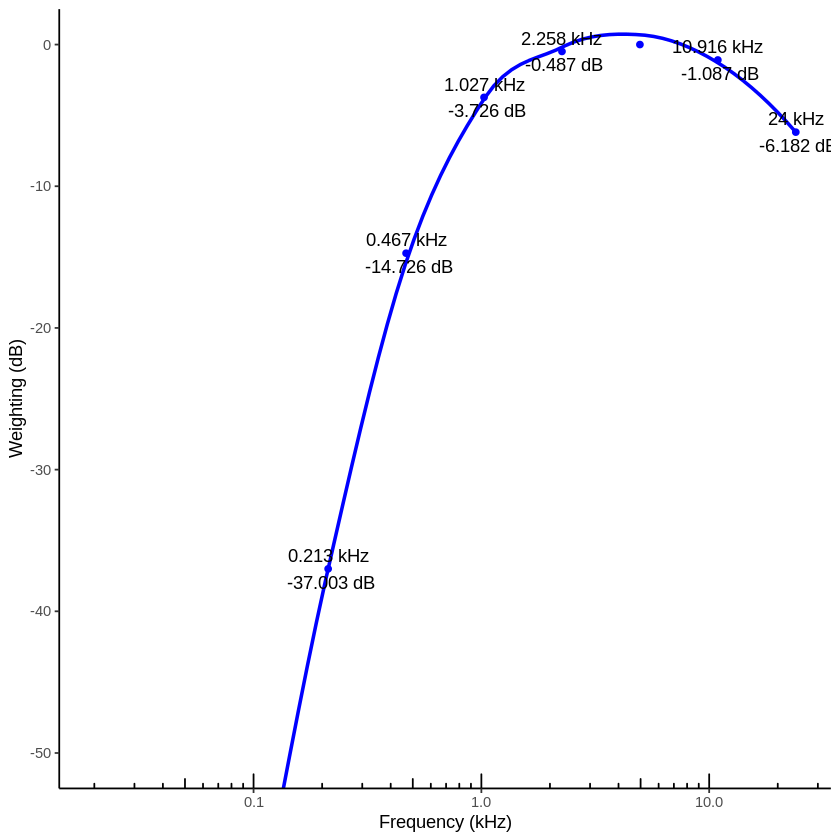 0
2.258 kHz
-0.487 dB
10.916 kHz
-1.087 dB
1.027 kHz
-3.726 dB
24 kHz
-6.182 dB
-10
0.467 kHz
-14.726 dB
-20
Weighting (dB)
-30
0.213 kHz
-37.003 dB
-40
-50
0.1
1.0
10.0
Frequency (kHz)